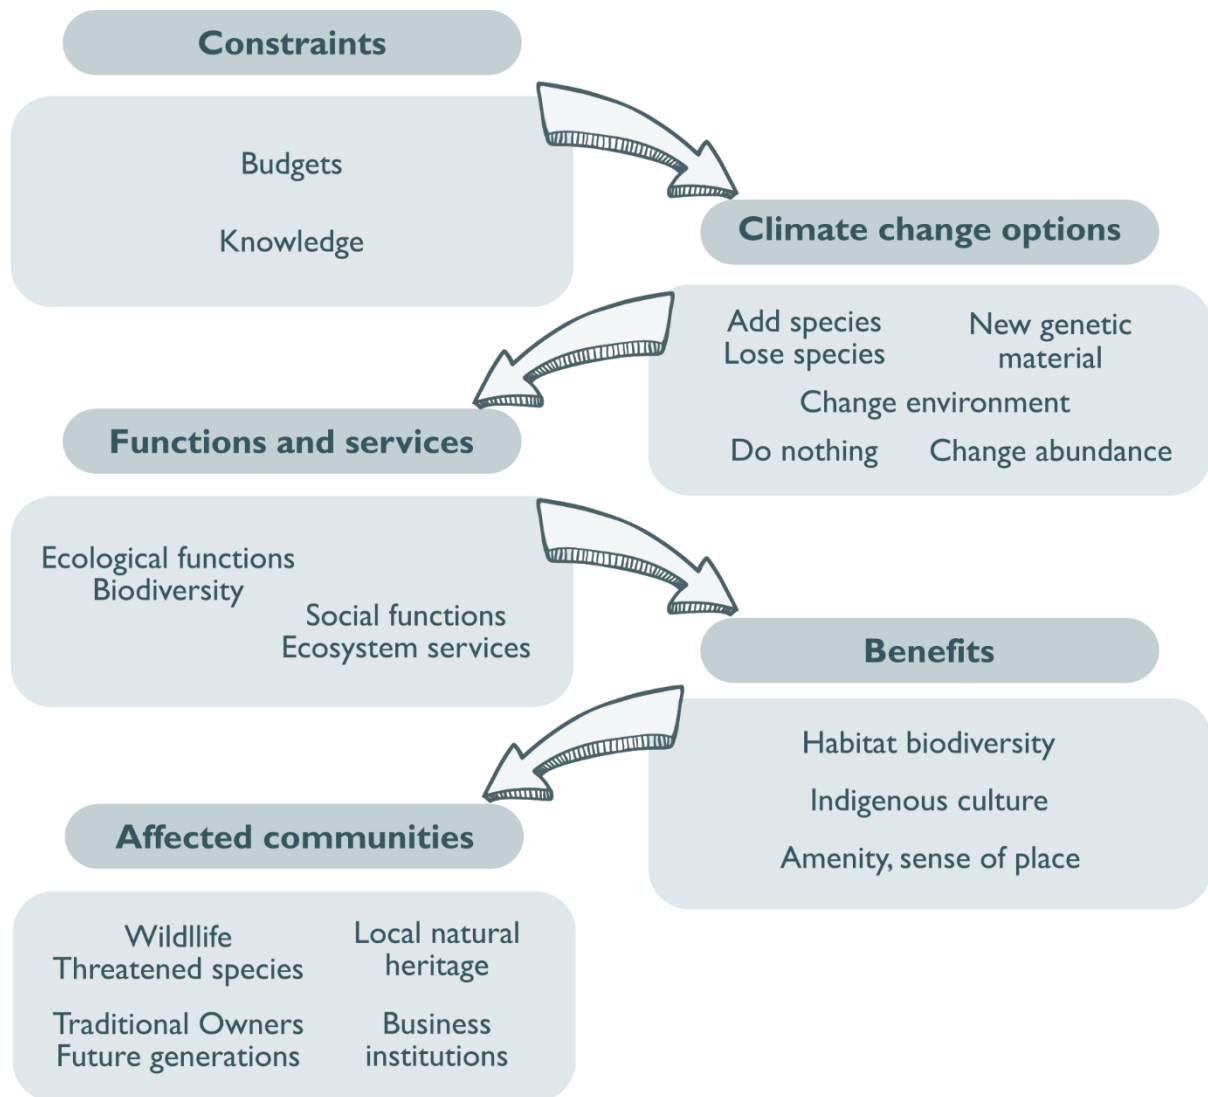 Constraints
Budgets
Knowledge
Climate change options
Add species
Lose species
New genetic
material
Change environment
Do nothing
Change abundance
Functions and services
Ecological functions
Biodiversity
Social functions
Ecosystem services
Benefits
Habitat biodiversity
Indigenous culture
Amenity, sense of place
Affected communities
Wildllife
Threatened species
Local natural
heritage
Traditional Owners
Future generations
Business
institutions